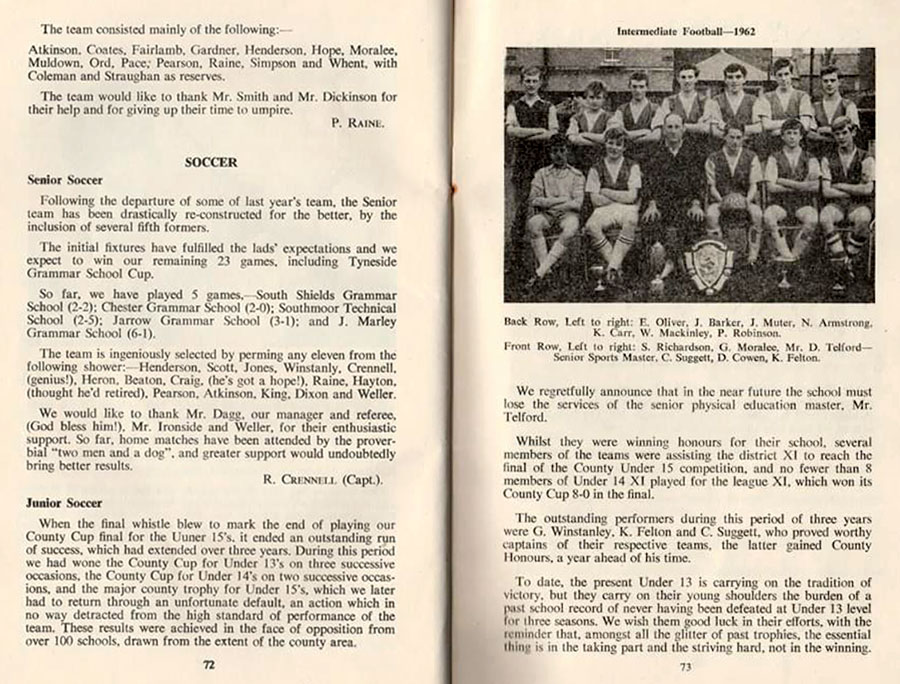 The team consisted mainly of the following:—
Atkinson, Coates, Fairlamb, Gardner, Henderson, Hope, Moralee,
Muldown, Ord, Pace; Pearson, Raine, Simpson and Whent, with
Coleman and Straughan as reserves.
The team would like to thank Mr. Smith and Mr. Dickinson for
their help and for giving up their time to umpire.
P. RAINE.
SOCCER
Senior Soccer
Following the departure of some of last year's team, the Senior
team has been drastically re-constructed for the better, by the
inclusion of several fifth formers.
The initial fixtures have fulfilled the lads' expectations and we
expect to win our remaining 23 games, including Tyneside
Grammar School Cup.
So far, we have played 5 games,—South Shields Grammar
School (2-2); Chester Grammar School (2-0); Southmoor Technical
School (2-5); Jarrow Grammar School (3-1); and J. Marley
Grammar School (6-1).
The team is ingeniously selected by perming any eleven from the
following shower:—Henderson, Scott, Jones, Winstanly, Crennell,
(genius!), Heron, Beaton, Craig, (he's got a hope!), Raine, Hayton,
(thought he'd retired), Pearson, Atkinson, King, Dixon and Weller.
We would like to thank Mr. Dagg, our manager and referee,
(God bless him!), Mr. Ironside and Weller, for their enthusiastic
support. So far, home matches have been attended by the prover-
bial "two men and a dog", and greater support would undoubtedly
bring better results.
R. CRENNELL (Capt.).
Junior Soccer
When the final whistle blew to mark the end of playing our
County Cup final for the Uuner 15's, it ended an outstanding run
of success, which had extended over three years. During this period
we had wone the County Cup for Under 13's on three successive
occasions, the County Cup for Under 14's on two successive occas-
ions, and the major county trophy for Under 15's, which we later
had to return through an unfortunate default, an action which in
no way detracted from the high standard of performance of the
team. These results were achieved in the face of opposition from
over 100 schools, drawn from the extent of the county area.
72
Intermediate Football—1962
Back Row, Left to right: E. Oliver, J. Barker, J. Muter, N. Armstrong,
K. Carr, W. Mackinley, P. Robinson.
Front Row, Left to right: S. Richardson, G. Moralee, Mr. D. Telford—
Senior Sports Master, C. Suggett, D. Cowen, K. Felton.
We regretfully announce that in the near future the school must
lose the services of the senior physical education master, Mr.
Telford.
Whilst they were winning honours for their school, several
members of the teams were assisting the district XI to reach the
final of the County Under 15 competition, and no fewer than 8
members of Under 14 XI played for the league XI, which won its
County Cup 8-0 in the final.
The outstanding performers during this period of three years
were G. Winstanley, K. Felton and C. Suggett, who proved worthy
captains of their respective teams, the latter gained County
Honours, a year ahead of his time.
To date, the present Under 13 is carrying on the tradition of
victory, but they carry on their young shoulders the burden of a
past school record of never having been defeated at Under 13 level
for three seasons. We wish them good luck in their efforts, with the
reminder that, amongst all the glitter of past trophies, the essential
thing is in the taking part and the striving hard, not in the winning.
73